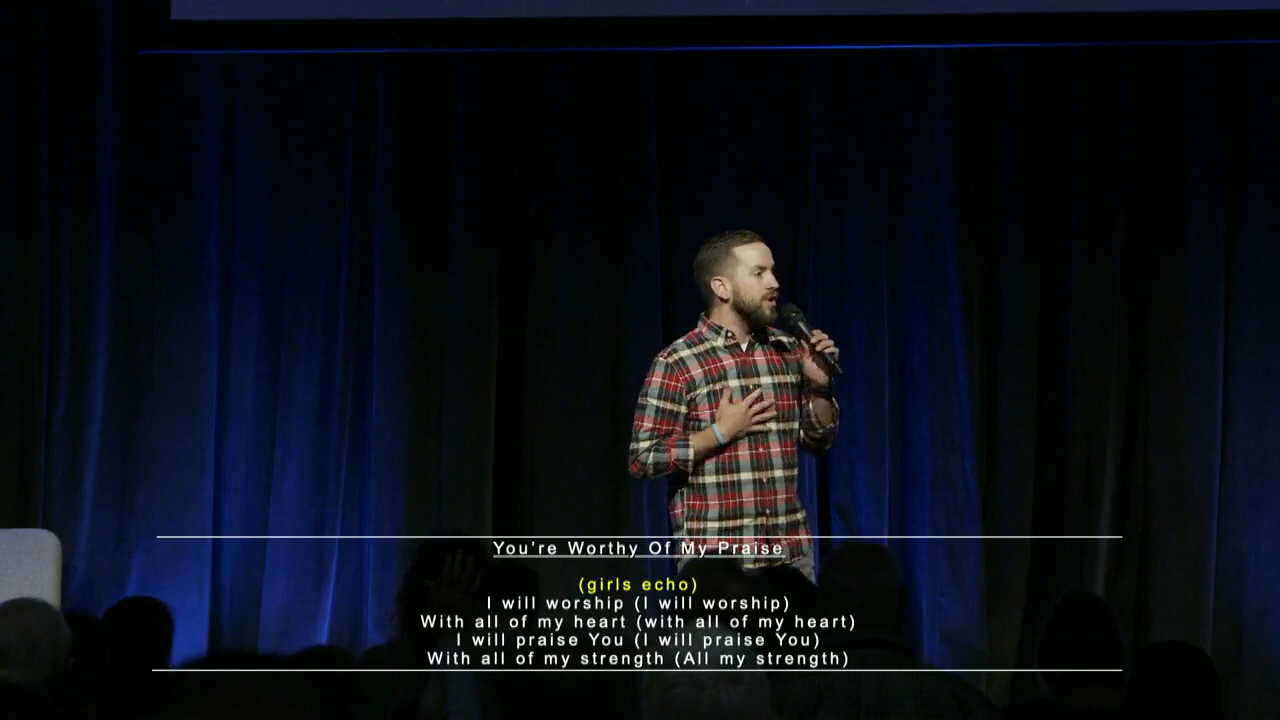 You're Worthy Of My Praise
(girls echo)
I will worship (I will worship)
With all of my heart (with all of my heart)
I will praise You (I will praise You)
With all of my strength (All my strength)